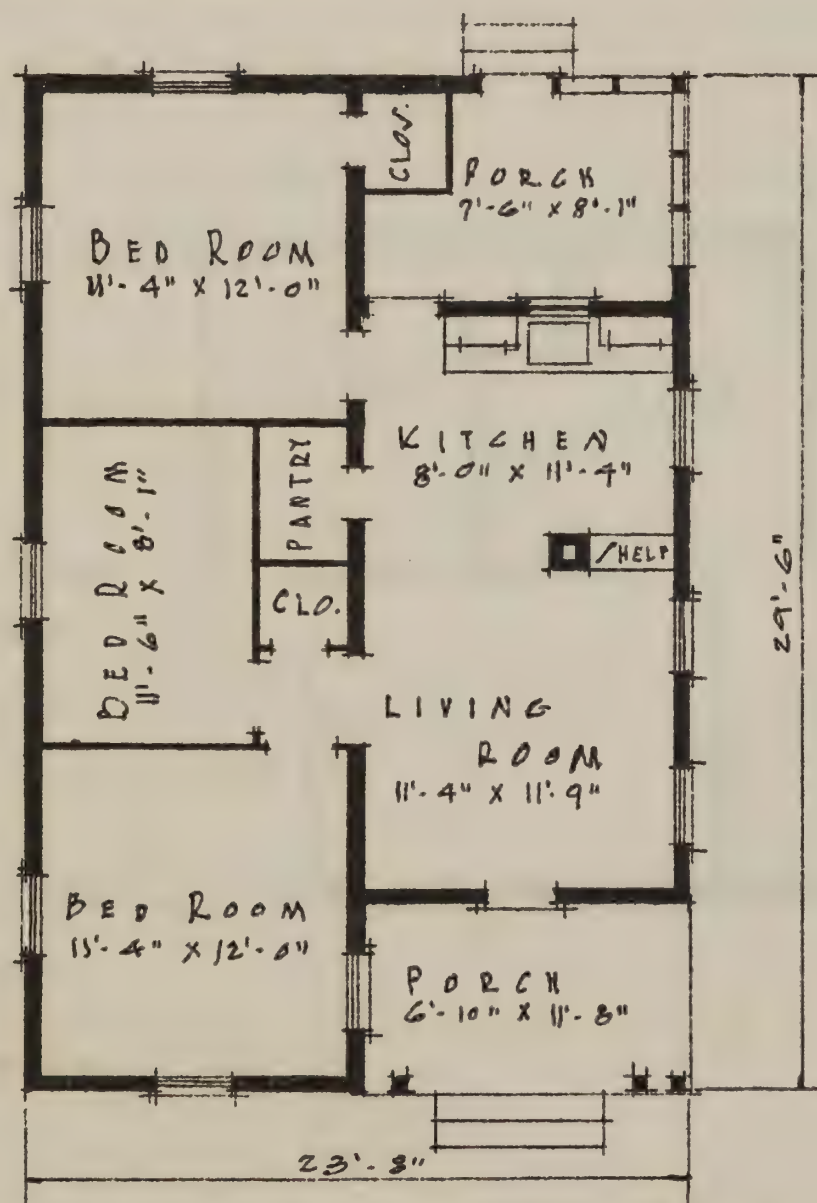 CLOS.
PORCH
7'-6" X 8'-1"
BED ROOM
11'-4" X 12'-0"
KITCHEN
8'-0" X 11'-4"
PANTRY
BED ROOM
11'-6" X 8'-1"
SHELF
CLO.
29'-6"
LIVING
ROOM
11'-4" X 11'-9"
BED ROOM
11'-4" X 12'-0"
PORCH
6'-10" X 11'-8"
23'-8"